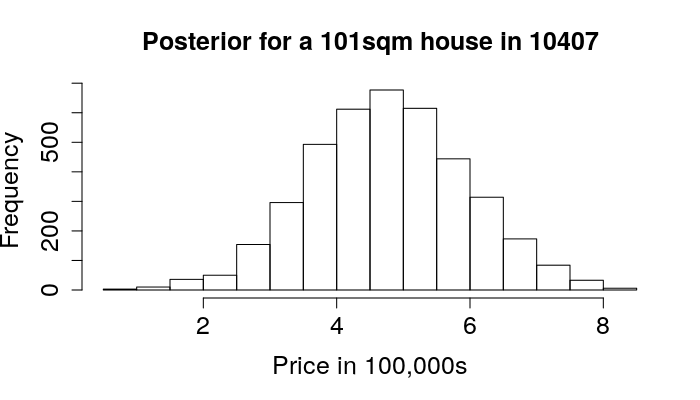 Posterior for a 101sqm house in 10407
Frequency
500
200
0
2 4 6 8
Price in 100,000s